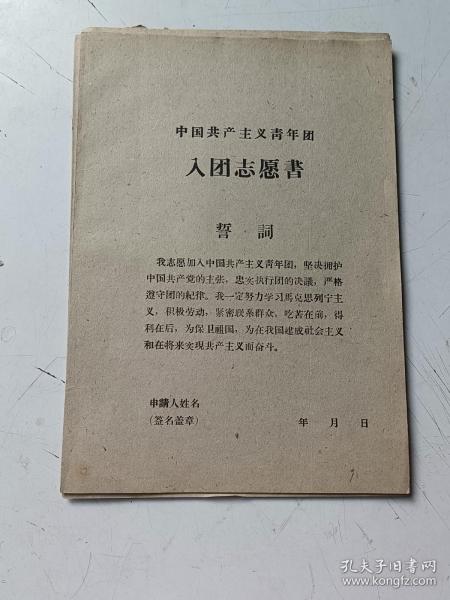 中国共产主义青年团
入团志愿書
誓詞
我志愿加入中国共产主义青年团，坚决拥护
中国共产党的主张，忠实执行团的决議，严格
遵守团的紀律。我一定努力学习馬克思列宁主
义，积极劳动，紧密联系群众，吃苦在前，得
利在后，为保卫祖国，为在我国建成社会主义
和在将来实现共产主义而奋斗。
申請人姓名
(签名盖章) 年 月 日
孔夫子旧书网
www.kongfz.com